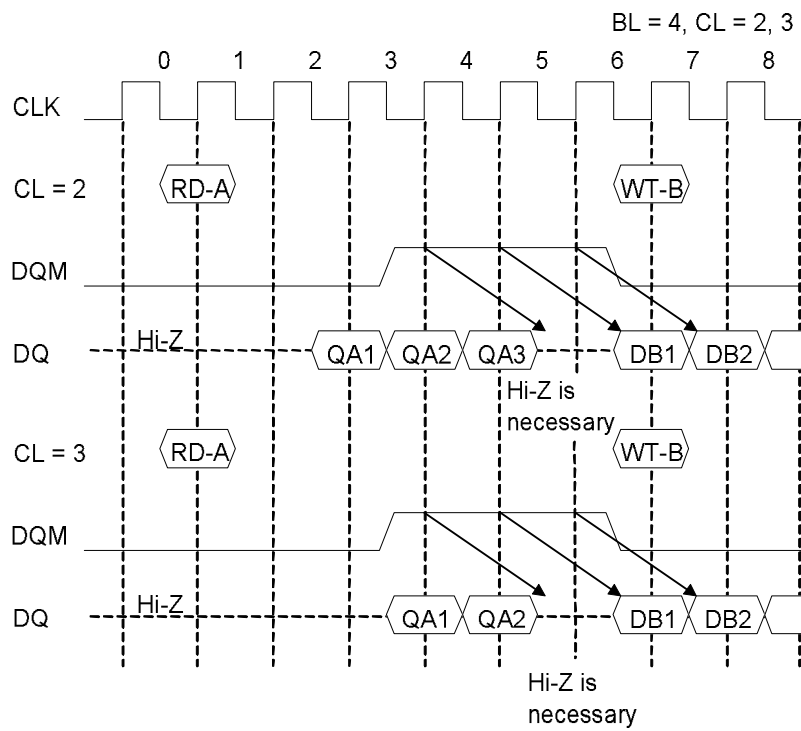 BL = 4, CL = 2, 3
0 1 2 3 4 5 6 7 8
CLK
CL = 2
RD-A
WT-B
DQM
DQ
Hi-Z
QA1
QA2
QA3
DB1
DB2
Hi-Z is
necessary
CL = 3
RD-A
WT-B
DQM
DQ
Hi-Z
QA1
QA2
DB1
DB2
Hi-Z is
necessary